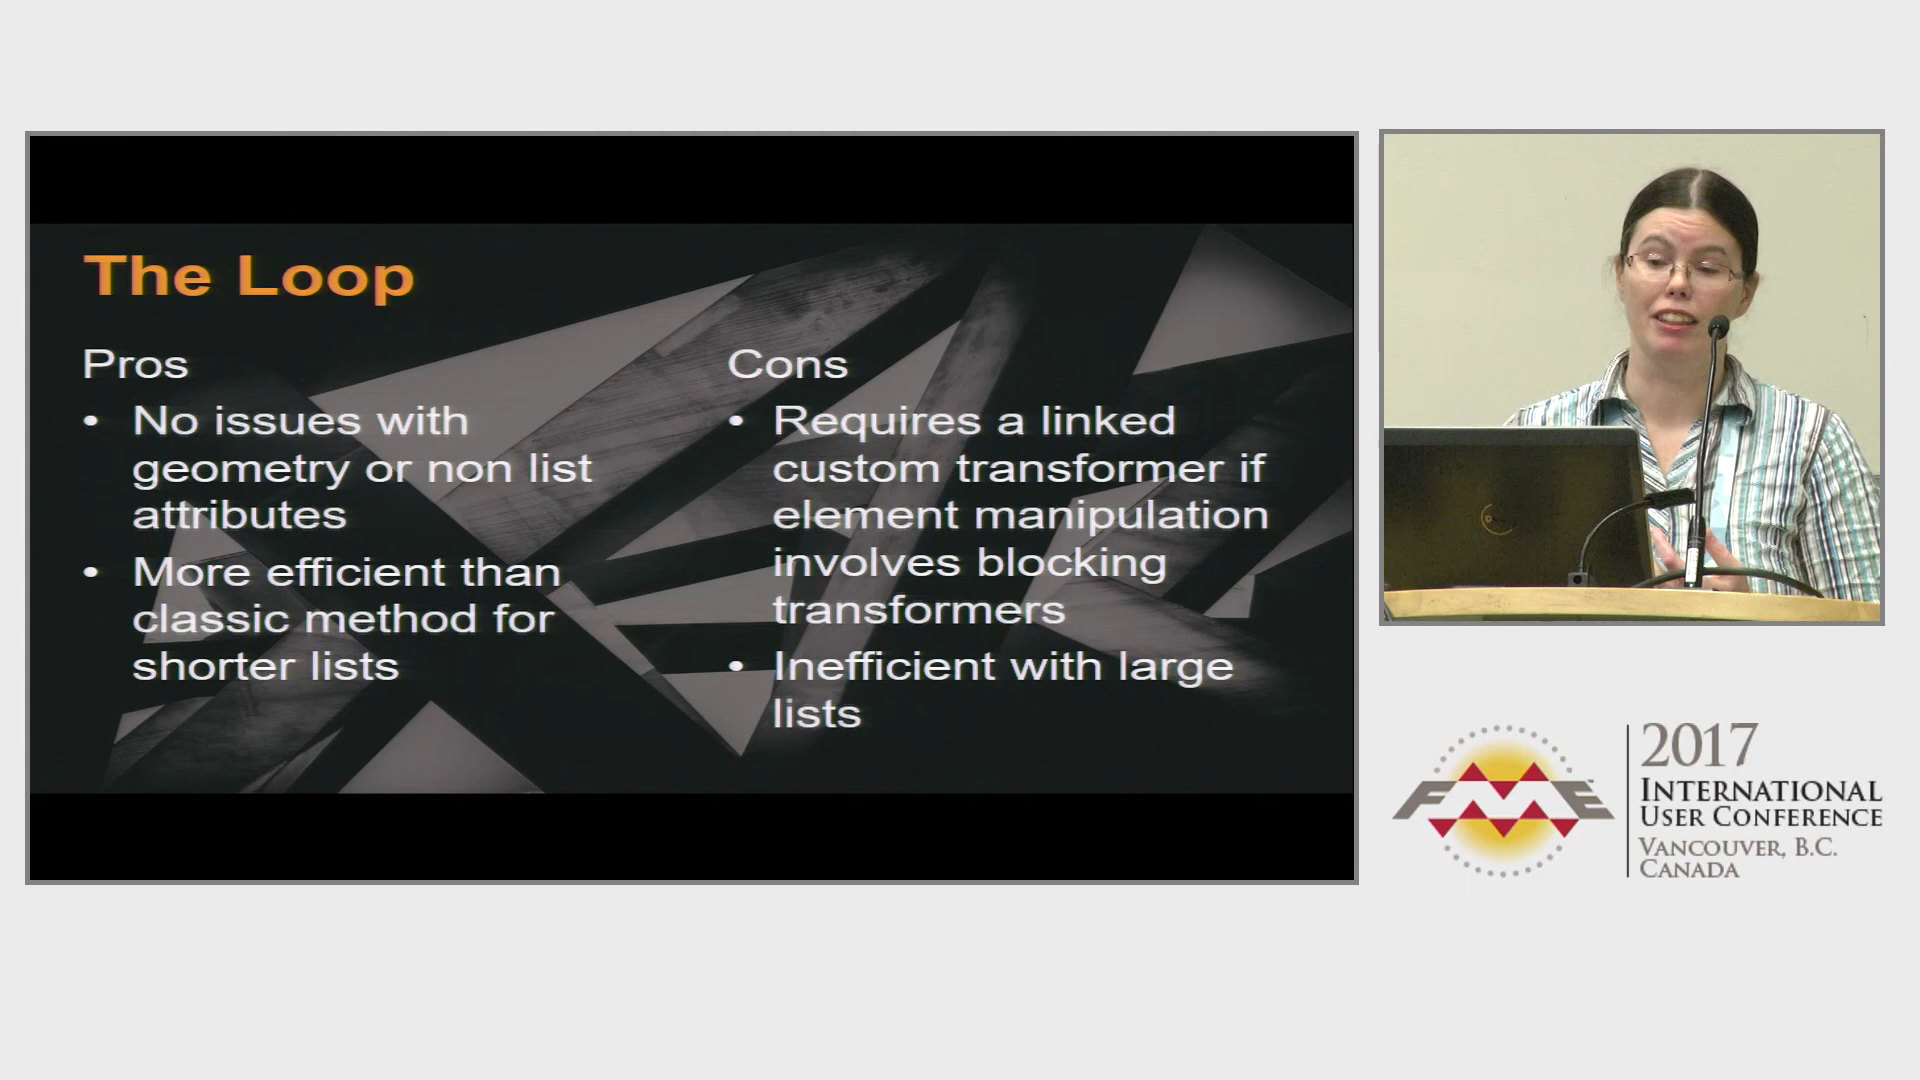 The Loop
Pros
• No issues with
geometry or non list
attributes
• More efficient than
classic method for
shorter lists
Cons
• Requires a linked
custom transformer if
element manipulation
involves blocking
transformers
• Inefficient with large
lists
FME
2017
INTERNATIONAL
USER CONFERENCE
VANCOUVER, B.C.
CANADA